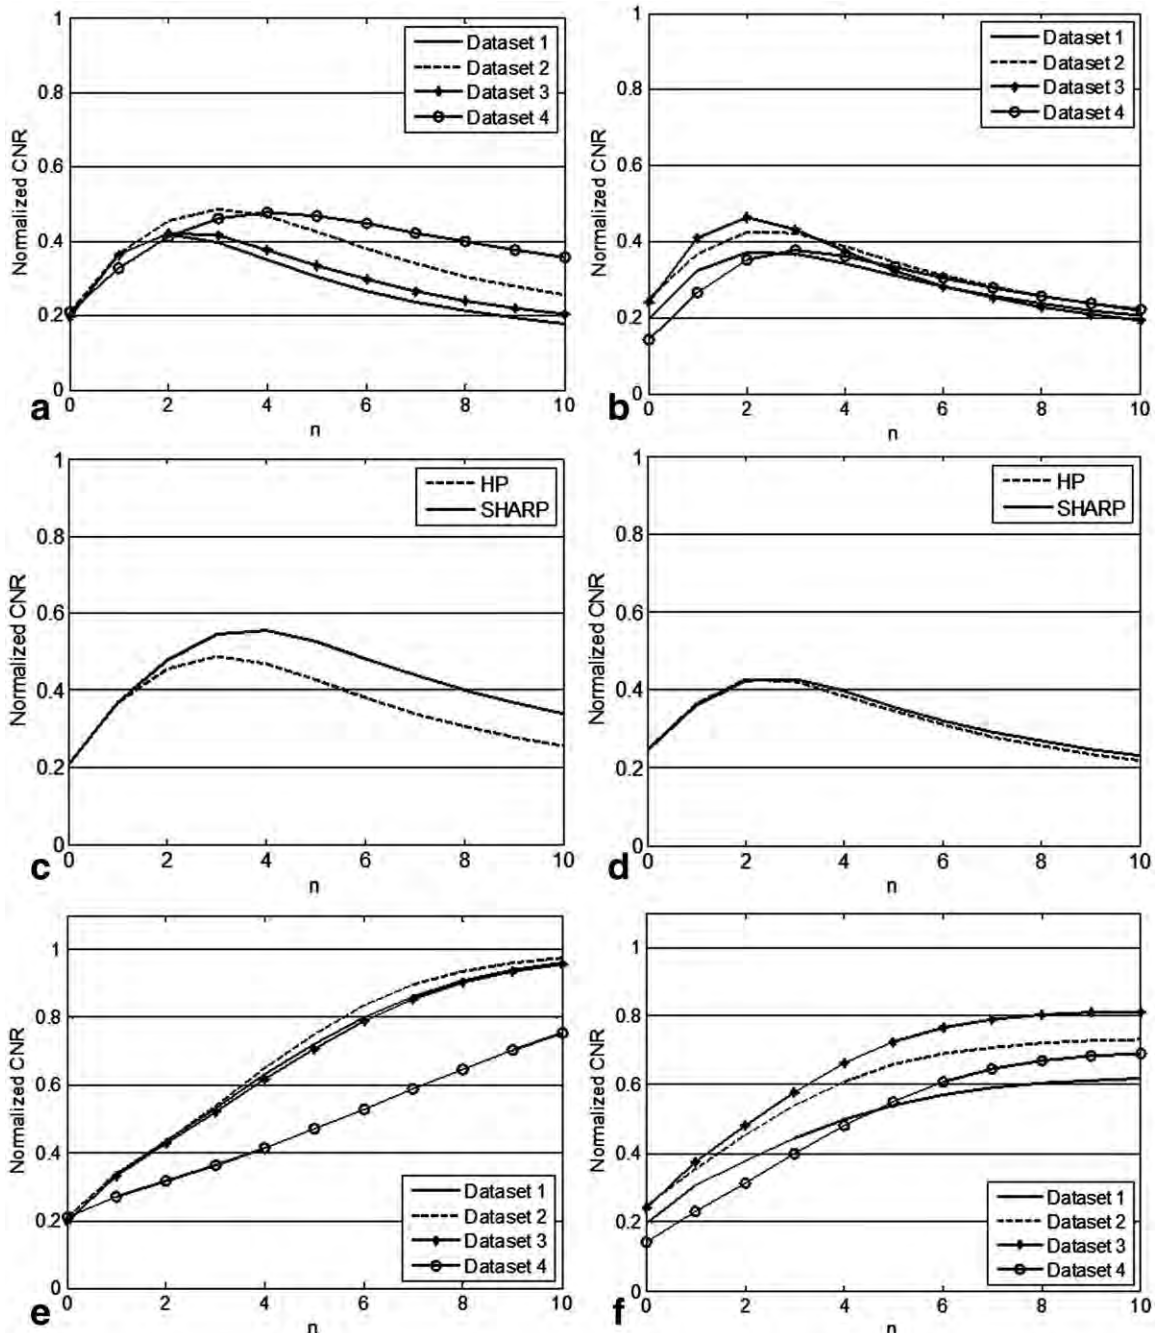 1
0.8
0.6
0.4
0.2
0
Normalized CNR
Dataset 1
Dataset 2
Dataset 3
Dataset 4
a
0 2 4 6 8 10
n
1
0.8
0.6
0.4
0.2
0
Normalized CNR
Dataset 1
Dataset 2
Dataset 3
Dataset 4
b
0 2 4 6 8 10
n
1
0.8
0.6
0.4
0.2
0
Normalized CNR
HP
SHARP
c
0 2 4 6 8 10
n
1
0.8
0.6
0.4
0.2
0
Normalized CNR
HP
SHARP
d
0 2 4 6 8 10
n
1
0.8
0.6
0.4
0.2
0
Normalized CNR
Dataset 1
Dataset 2
Dataset 3
Dataset 4
e
0 2 4 6 8 10
n
1
0.8
0.6
0.4
0.2
0
Normalized CNR
Dataset 1
Dataset 2
Dataset 3
Dataset 4
f
0 2 4 6 8 10
n